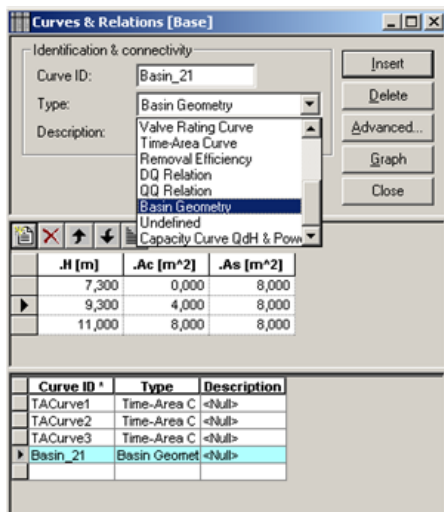 Curves & Relations [Base]
Identification & connectivity
Curve ID: Basin_21
Insert
Type: Basin Geometry
Delete
Description:
Valve Rating Curve
Advanced...
Time-Area Curve
Removal Efficiency
DQ Relation
Graph
QQ Relation
Basin Geometry
Close
Undefined
Capacity Curve QdH & Pow
.H [m] .Ac [m^2] .As [m^2]
7,300 0,000 8,000
9,300 4,000 8,000
11,000 8,000 8,000
Curve ID * Type Description
TACurve1 Time-Area C <Null>
TACurve2 Time-Area C <Null>
TACurve3 Time-Area C <Null>
Basin_21 Basin Geomet <Null>